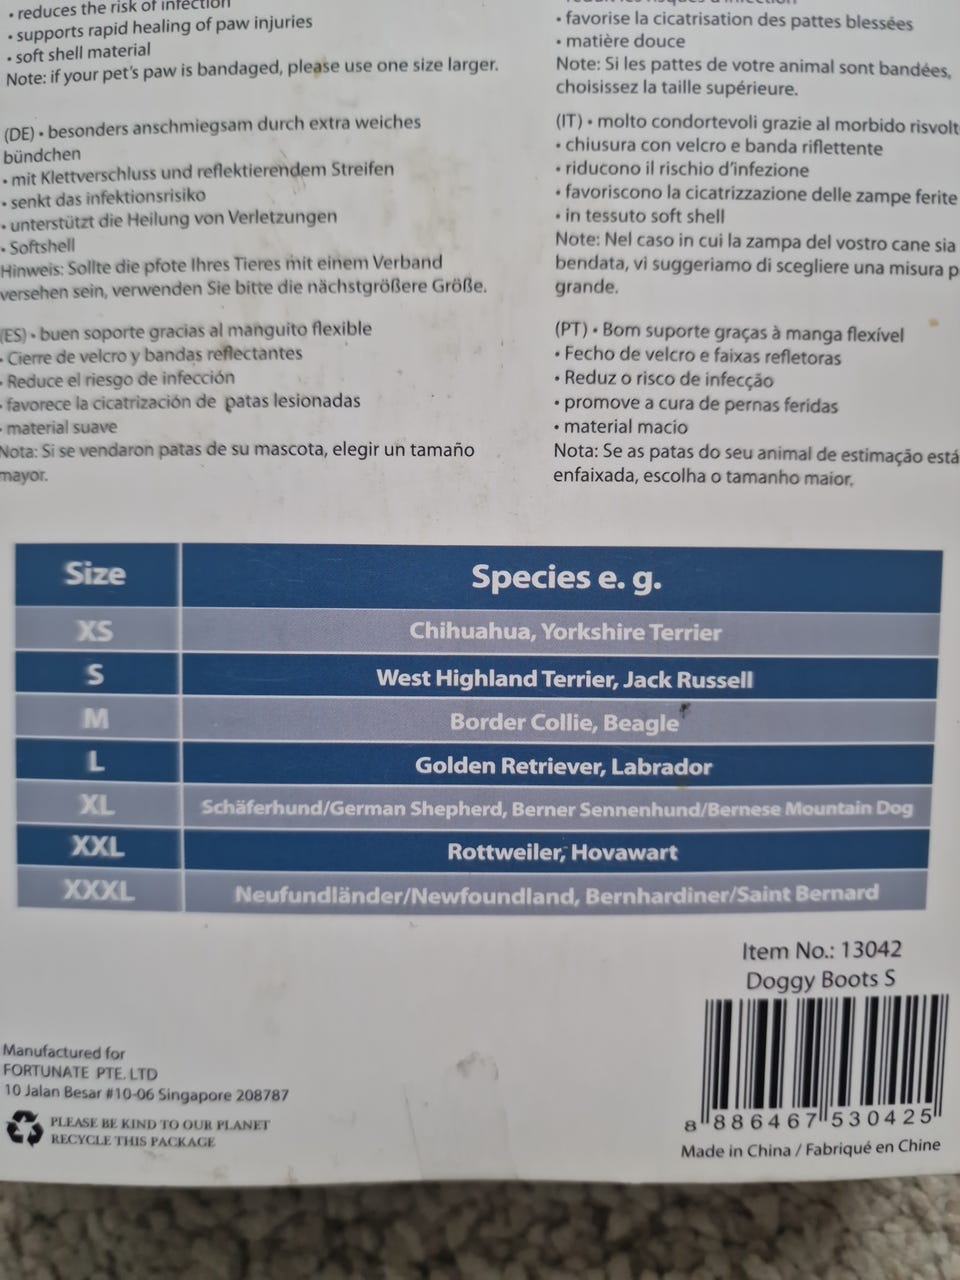 • reduces the risk of infection
• supports rapid healing of paw injuries
• soft shell material
Note: if your pet's paw is bandaged, please use one size larger.
• favorise la cicatrisation des pattes blessées
• matière douce
Note: Si les pattes de votre animal sont bandées,
choisissez la taille supérieure.
(DE) • besonders anschmiegsam durch extra weiches
bündchen
• mit Klettverschluss und reflektierendem Streifen
• senkt das infektionsrisiko
• unterstützt die Heilung von Verletzungen
• Softshell
Hinweis: Sollte die pfote Ihres Tieres mit einem Verband
versehen sein, verwenden Sie bitte die nächstgrößere Größe.
(IT) • molto condortevoli grazie al morbido risvolt
• chiusura con velcro e banda riflettente
• riducono il rischio d'infezione
• favoriscono la cicatrizzazione delle zampe ferite
• in tessuto soft shell
Note: Nel caso in cui la zampa del vostro cane sia
bendata, vi suggeriamo di scegliere una misura p
grande.
(ES) • buen soporte gracias al manguito flexible
• Cierre de velcro y bandas reflectantes
• Reduce el riesgo de infección
• favorece la cicatrización de patas lesionadas
• material suave
Nota: Si se vendaron patas de su mascota, elegir un tamaño
mayor.
(PT) • Bom suporte graças à manga flexível
• Fecho de velcro e faixas refletoras
• Reduz o risco de infecção
• promove a cura de pernas feridas
• material macio
Nota: Se as patas do seu animal de estimação está
enfaixada, escolha o tamanho maior.
Size Species e. g.
XS Chihuahua, Yorkshire Terrier
S West Highland Terrier, Jack Russell
M Border Collie, Beagle
L Golden Retriever, Labrador
XL Schäferhund/German Shepherd, Berner Sennenhund/Bernese Mountain Dog
XXL Rottweiler, Hovawart
XXXL Neufundländer/Newfoundland, Bernhardiner/Saint Bernard
Item No.: 13042
Doggy Boots S
8 886467 530425
Made in China / Fabriqué en Chine
Manufactured for
FORTUNATE PTE. LTD
10 Jalan Besar #10-06 Singapore 208787
PLEASE BE KIND TO OUR PLANET
RECYCLE THIS PACKAGE